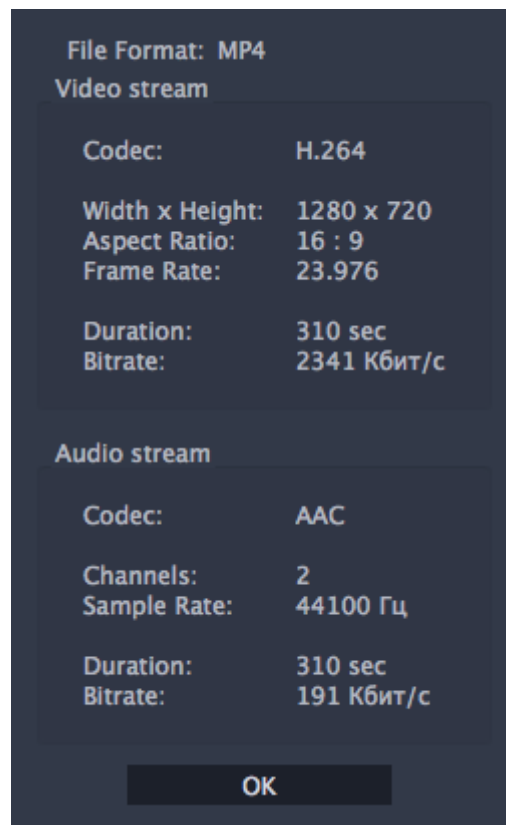 File Format: MP4
Video stream
Codec: H.264
Width x Height: 1280 x 720
Aspect Ratio: 16 : 9
Frame Rate: 23.976
Duration: 310 sec
Bitrate: 2341 Кбит/с
Audio stream
Codec: AAC
Channels: 2
Sample Rate: 44100 Гц
Duration: 310 sec
Bitrate: 191 Кбит/с
OK